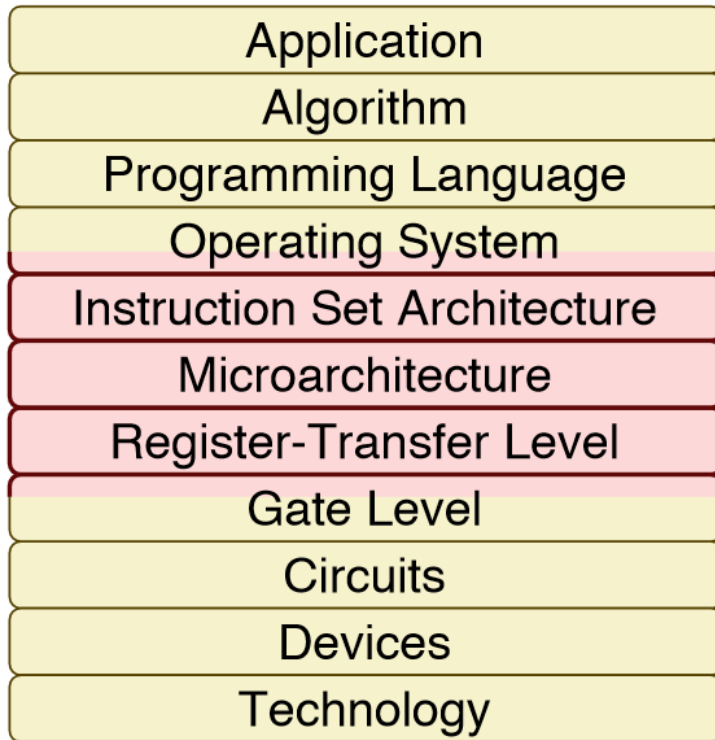 Application
Algorithm
Programming Language
Operating System
Instruction Set Architecture
Microarchitecture
Register-Transfer Level
Gate Level
Circuits
Devices
Technology